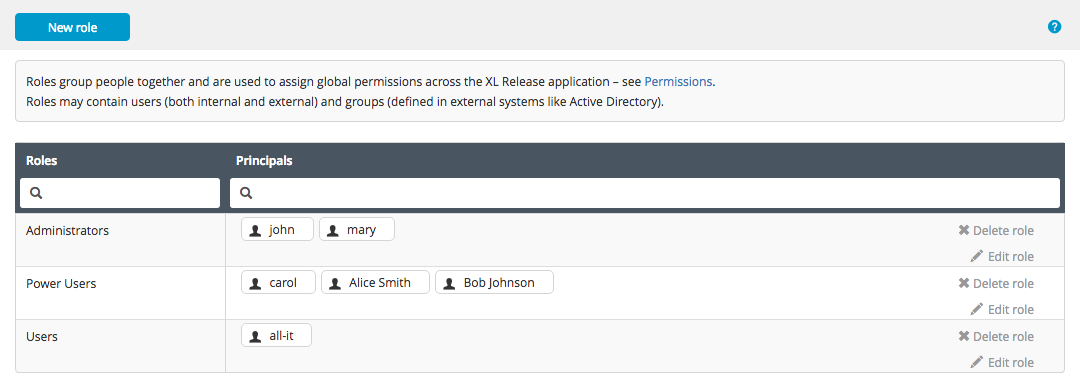 New role
?
Roles group people together and are used to assign global permissions across the XL Release application – see Permissions.
Roles may contain users (both internal and external) and groups (defined in external systems like Active Directory).
Roles Principals
Administrators john mary Delete role
Edit role
Power Users carol Alice Smith Bob Johnson Delete role
Edit role
Users all-it Delete role
Edit role